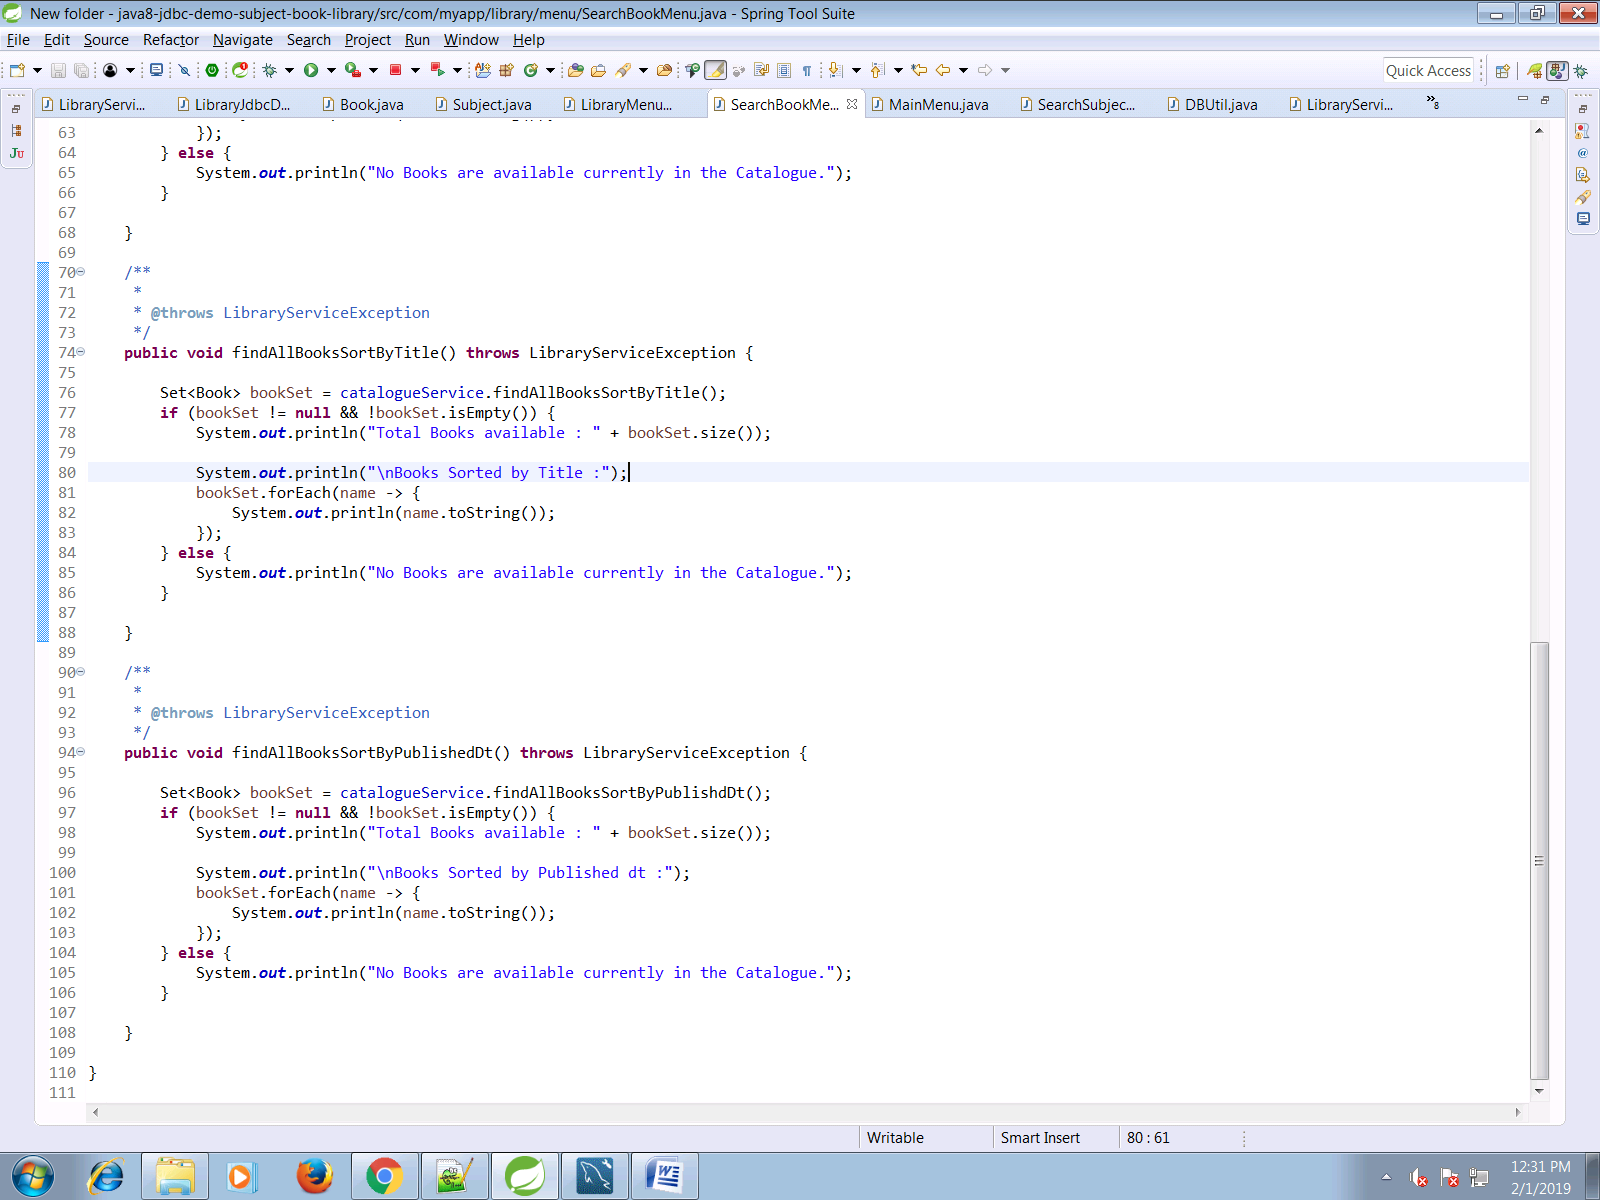 New folder - java8-jdbc-demo-subject-book-library/src/com/myapp/library/menu/SearchBookMenu.java - Spring Tool Suite
File Edit Source Refactor Navigate Search Project Run Window Help
Quick Access
LibraryServi... LibraryJdbcD... Book.java Subject.java LibraryMenu... SearchBookMe... MainMenu.java SearchSubjec... DBUtil.java LibraryServi... »8
63 });
64 } else {
65 System.out.println("No Books are available currently in the Catalogue.");
66 }
67
68 }
69
70 /**
71 *
72 * @throws LibraryServiceException
73 */
74 public void findAllBooksSortByTitle() throws LibraryServiceException {
75
76 Set<Book> bookSet = catalogueService.findAllBooksSortByTitle();
77 if (bookSet != null && !bookSet.isEmpty()) {
78 System.out.println("Total Books available : " + bookSet.size());
79
80 System.out.println("\nBooks Sorted by Title :");
81 bookSet.forEach(name -> {
82 System.out.println(name.toString());
83 });
84 } else {
85 System.out.println("No Books are available currently in the Catalogue.");
86 }
87
88 }
89
90 /**
91 *
92 * @throws LibraryServiceException
93 */
94 public void findAllBooksSortByPublishedDt() throws LibraryServiceException {
95
96 Set<Book> bookSet = catalogueService.findAllBooksSortByPublishdDt();
97 if (bookSet != null && !bookSet.isEmpty()) {
98 System.out.println("Total Books available : " + bookSet.size());
99
100 System.out.println("\nBooks Sorted by Published dt :");
101 bookSet.forEach(name -> {
102 System.out.println(name.toString());
103 });
104 } else {
105 System.out.println("No Books are available currently in the Catalogue.");
106 }
107
108 }
109
110 }
111
Writable Smart Insert 80 : 61
12:31 PM
2/1/2019